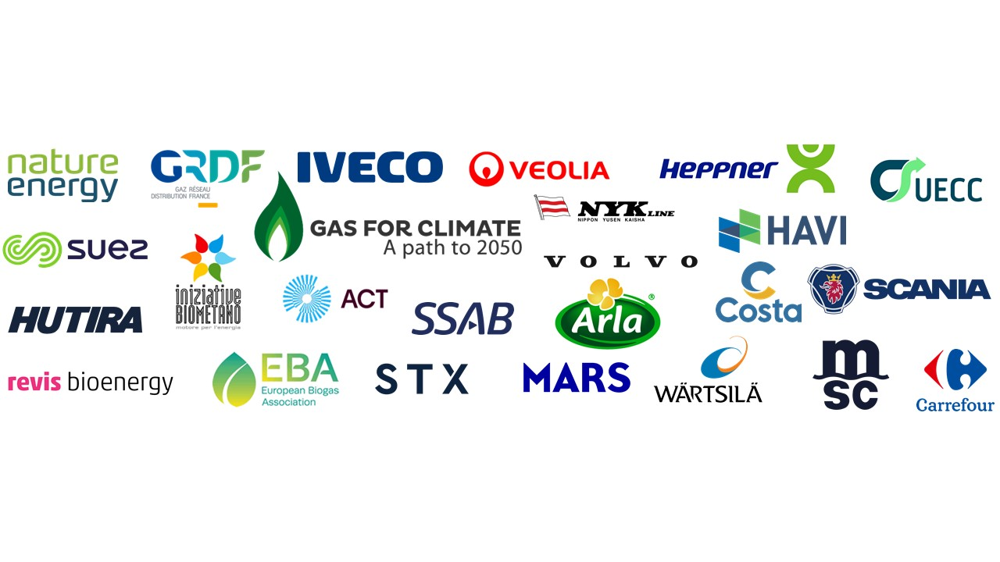 nature
energy
GRDF
GAZ RÉSEAU
DISTRIBUTION FRANCE
IVECO
VEOLIA
HEPPNER
UECC
NYK LINE
NIPPON YUSEN KAISHA
GAS FOR CLIMATE
A path to 2050
HAVI
suez
VOLVO
iniziative
BIOMETANO
motore per l'energia
ACT
SSAB
Arla
®
Costa
SCANIA
HUTIRA
revis bioenergy
EBA
European Biogas
Association
STX
MARS
WÄRTSILÄ
m
sc
Carrefour